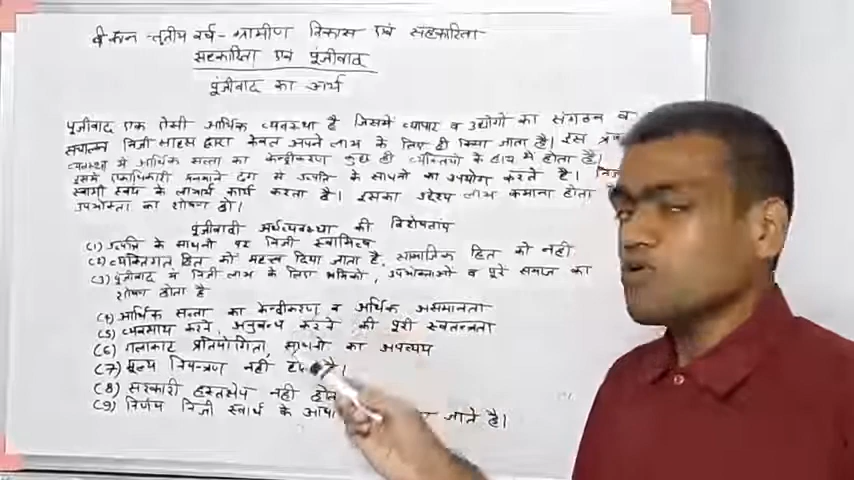 बी काम - तृतीय वर्ष - ग्रामीण विकास एवं सहकारिता
सहकारिता एवं पूंजीवाद
पूंजीवाद का अर्थ
पूंजीवाद एक ऐसी आर्थिक व्यवस्था है जिसमें व्यापार व उद्योगो का संगठन व
संचालन निजी साहस द्वारा केवल अपने लाभ के लिए ही किया जाता है। इस
व्यवस्था में आर्थिक सत्ता का केन्द्रीकरण कुछ ही व्यक्तियो के हाथ मे होता है।
इसमे एकाधिकारी मनमाने ढंग से उत्पत्ति के साधनो का उपयोग करते है।
स्वामी स्वयं के लाभार्थ कार्य करता है। इसका उद्देश्य लाभ कमाना होता
उपभोक्ता का शोषण हो।
पूंजीवादी अर्थव्यवस्था की विशेषताएं
(1) उत्पत्ति के साधनो पर निजी स्वामित्व
(2) व्यक्तिगत हित को महत्व दिया जाता है, सामाजिक हित को नहीं
(3) पूंजीवाद में निजी लाभ के लिए श्रमिको, उपभोक्ताओ व पूरे समाज का
शोषण होता है
(4) आर्थिक सत्ता का केन्द्रीकरण व आर्थिक असमानता
(5) व्यवसाय करने, अनुबन्ध करने की पूरी स्वतन्त्रता
(6) गलाकाट प्रतियोगिता, साधनो का अपव्यय
(7) मूल्य नियन्त्रण नही है।
(8) सरकारी हस्तक्षेप नही
(9) निर्णय निजी स्वार्थ के जाते है।